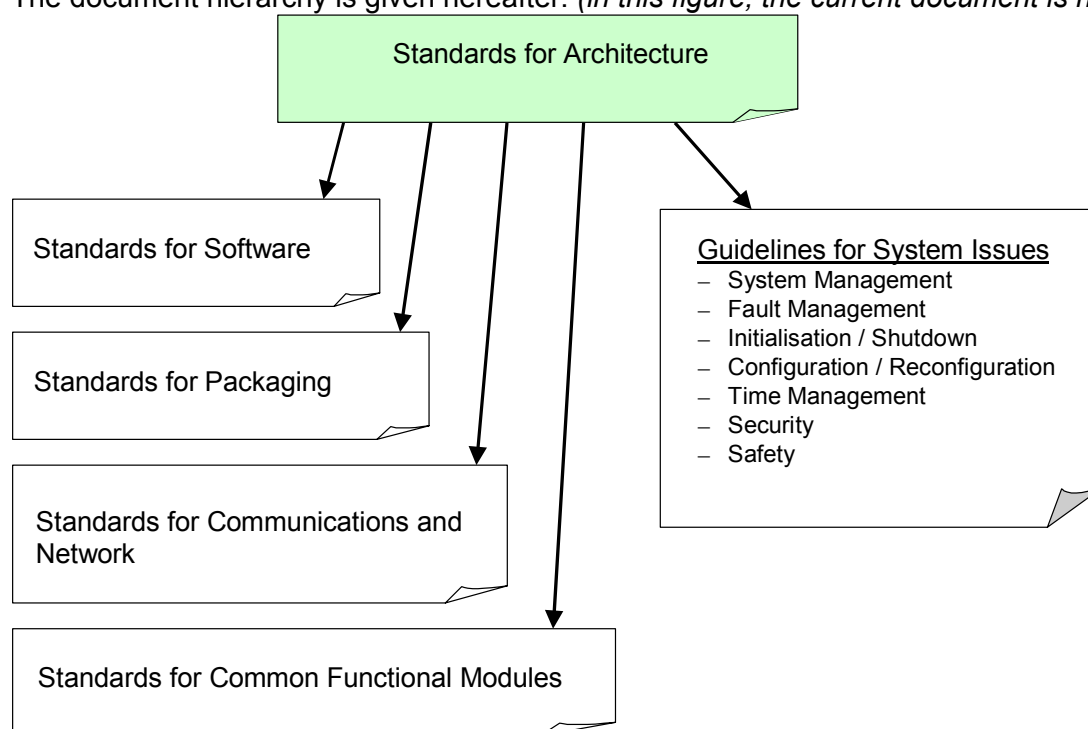 The document hierarchy is given hereafter: (in this figure, the current document is
Standards for Architecture
Standards for Software
Standards for Packaging
Standards for Communications and
Network
Standards for Common Functional Modules
Guidelines for System Issues
– System Management
– Fault Management
– Initialisation / Shutdown
– Configuration / Reconfiguration
– Time Management
– Security
– Safety